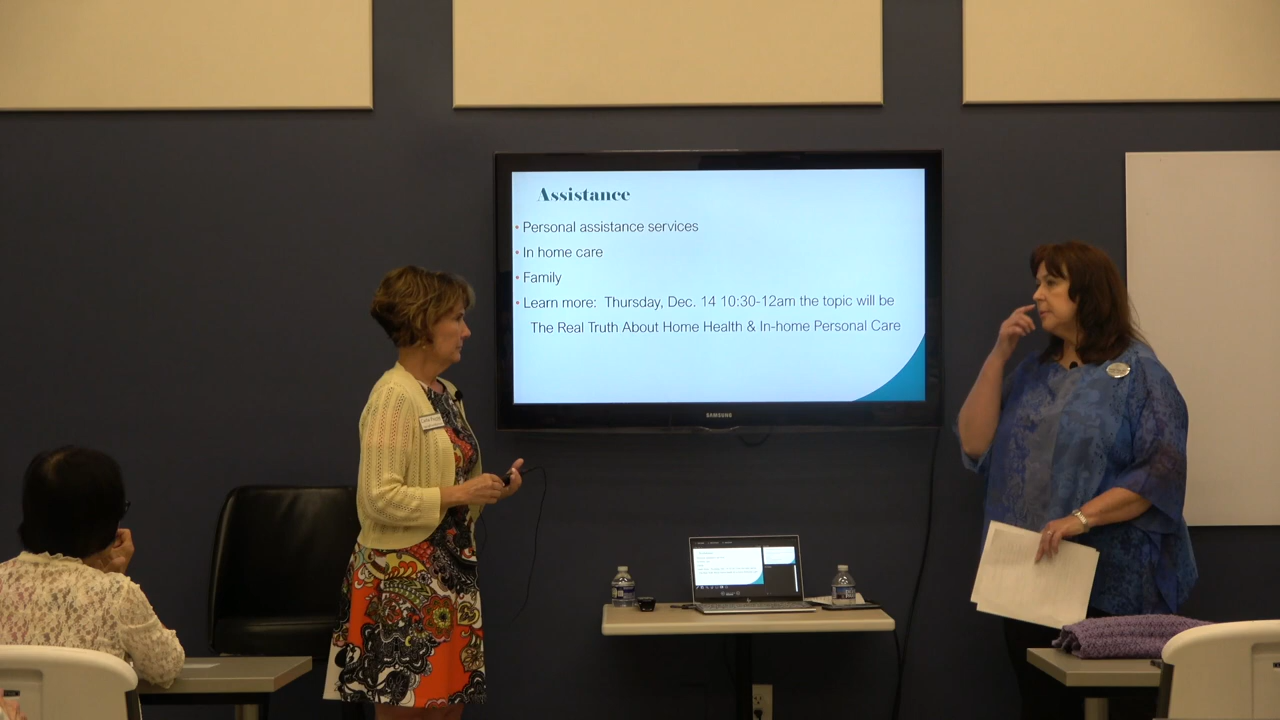 Assistance
• Personal assistance services
• In home care
• Family
• Learn more: Thursday, Dec. 14 10:30-12am the topic will be
The Real Truth About Home Health & In-home Personal Care
SAMSUNG